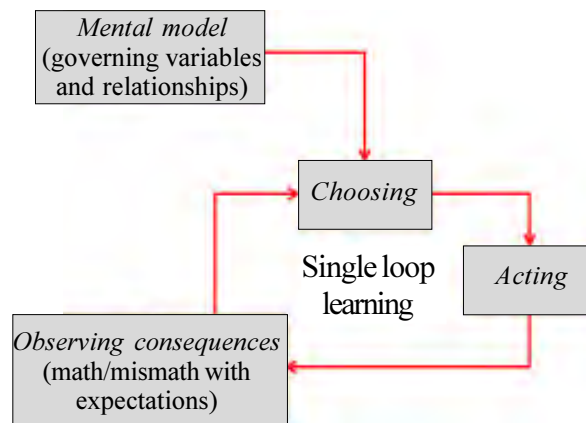 Mental model
(governing variables
and relationships)
Choosing
Single loop
learning
Acting
Observing consequences
(math/mismath with
expectations)